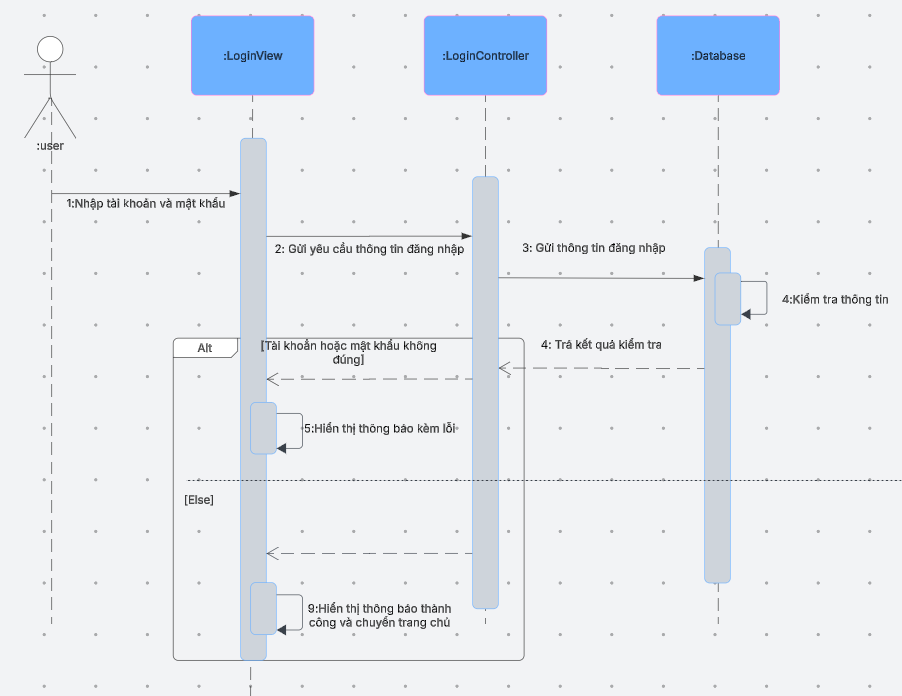 :LoginView
:LoginController
:Database
:user
1:Nhập tài khoản và mật khẩu
2: Gửi yêu cầu thông tin đăng nhập
3: Gửi thông tin đăng nhập
4:Kiểm tra thông tin
4: Trả kết quả kiểm tra
Alt
[Tài khoản hoặc mật khẩu không
đúng]
5:Hiển thị thông báo kèm lỗi
[Else]
9:Hiển thị thông báo thành
công và chuyển trang chủ